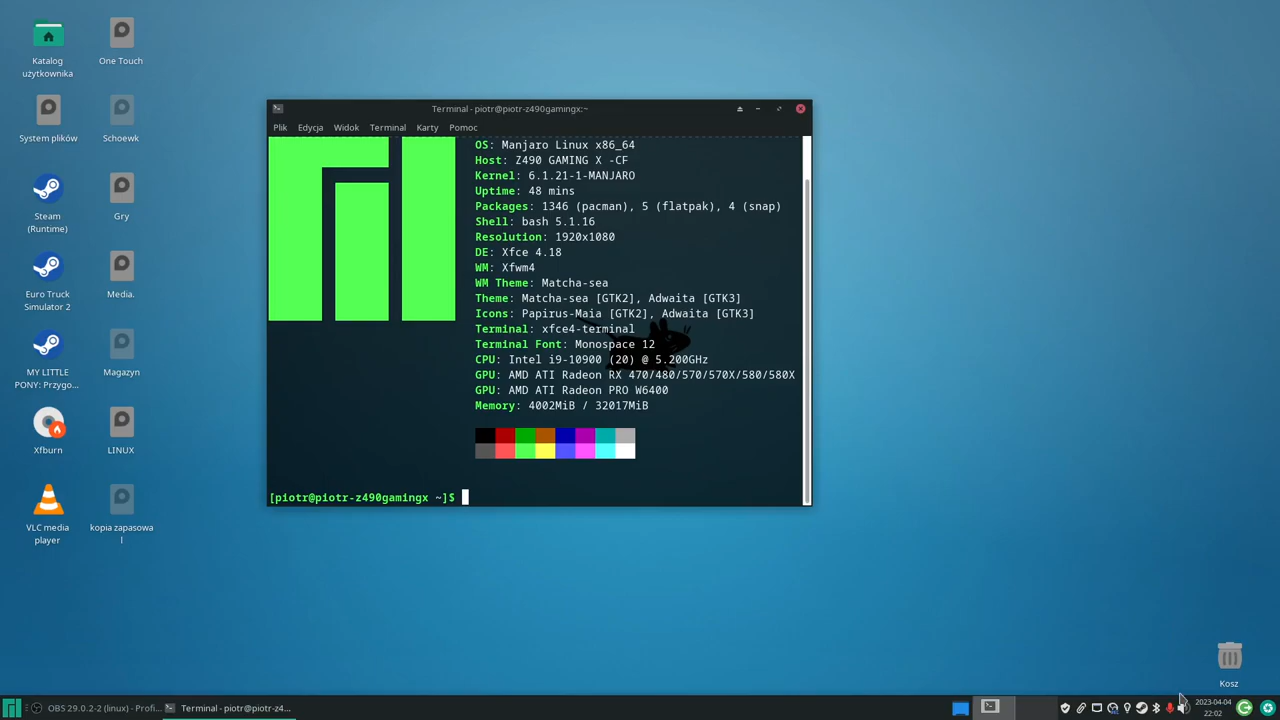 Katalog
użytkownika
One Touch
System plików
Schoewk
Steam
(Runtime)
Gry
Euro Truck
Simulator 2
Media.
MY LITTLE
PONY: Przygo...
Magazyn
Xfburn
LINUX
VLC media
player
kopia zapasowa
l
Terminal - piotr@piotr-z490gamingx:~
Plik Edycja Widok Terminal Karty Pomoc
OS: Manjaro Linux x86_64
Host: Z490 GAMING X -CF
Kernel: 6.1.21-1-MANJARO
Uptime: 48 mins
Packages: 1346 (pacman), 5 (flatpak), 4 (snap)
Shell: bash 5.1.16
Resolution: 1920x1080
DE: Xfce 4.18
WM: Xfwm4
WM Theme: Matcha-sea
Theme: Matcha-sea [GTK2], Adwaita [GTK3]
Icons: Papirus-Maia [GTK2], Adwaita [GTK3]
Terminal: xfce4-terminal
Terminal Font: Monospace 12
CPU: Intel i9-10900 (20) @ 5.200GHz
GPU: AMD ATI Radeon RX 470/480/570/570X/580/580X
GPU: AMD ATI Radeon PRO W6400
Memory: 4002MiB / 32017MiB
[piotr@piotr-z490gamingx ~]$
Kosz
OBS 29.0.2-2 (linux) - Profi...
Terminal - piotr@piotr-z4...
2023-04-04
22:02